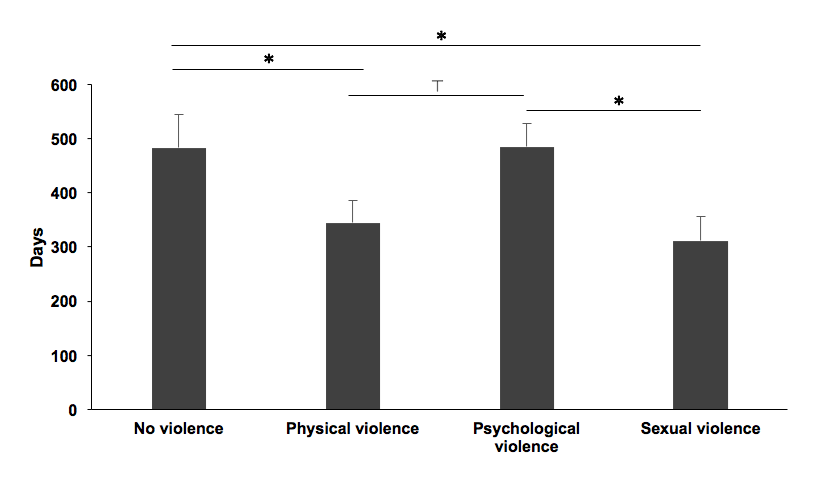 *
*
T
*
600
500
400
300
200
100
0
Days
No violence
Physical violence
Psychological
violence
Sexual violence